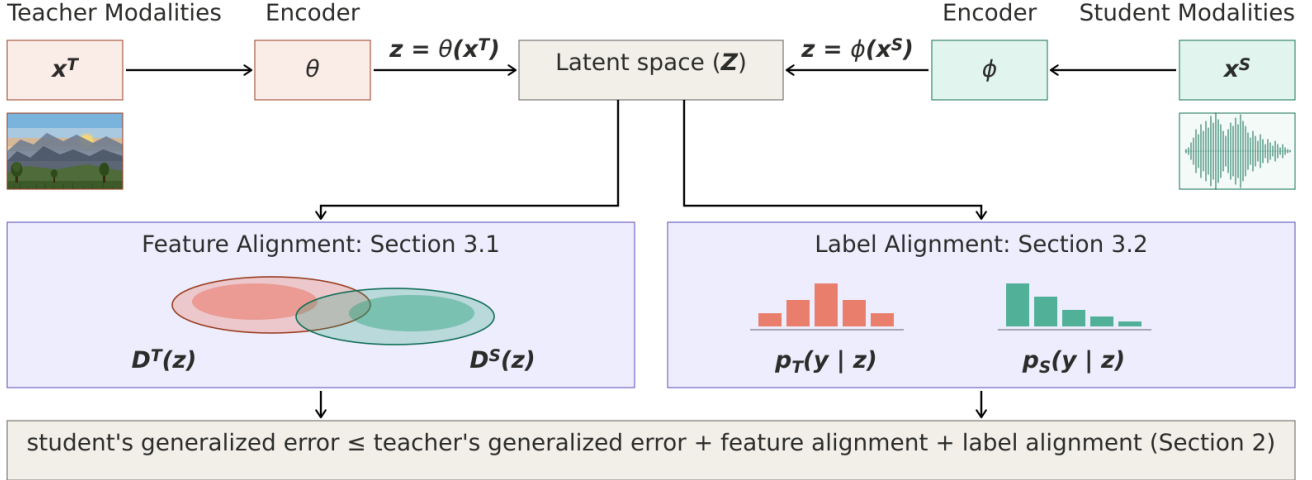 Teacher Modalities
Encoder
Encoder
Student Modalities
x^T
θ
z = θ(x^T)
Latent space (Z)
z = ϕ(x^S)
ϕ
x^S
Feature Alignment: Section 3.1
D^T(z)
D^S(z)
Label Alignment: Section 3.2
p_T(y | z)
p_S(y | z)
student's generalized error ≤ teacher's generalized error + feature alignment + label alignment (Section 2)